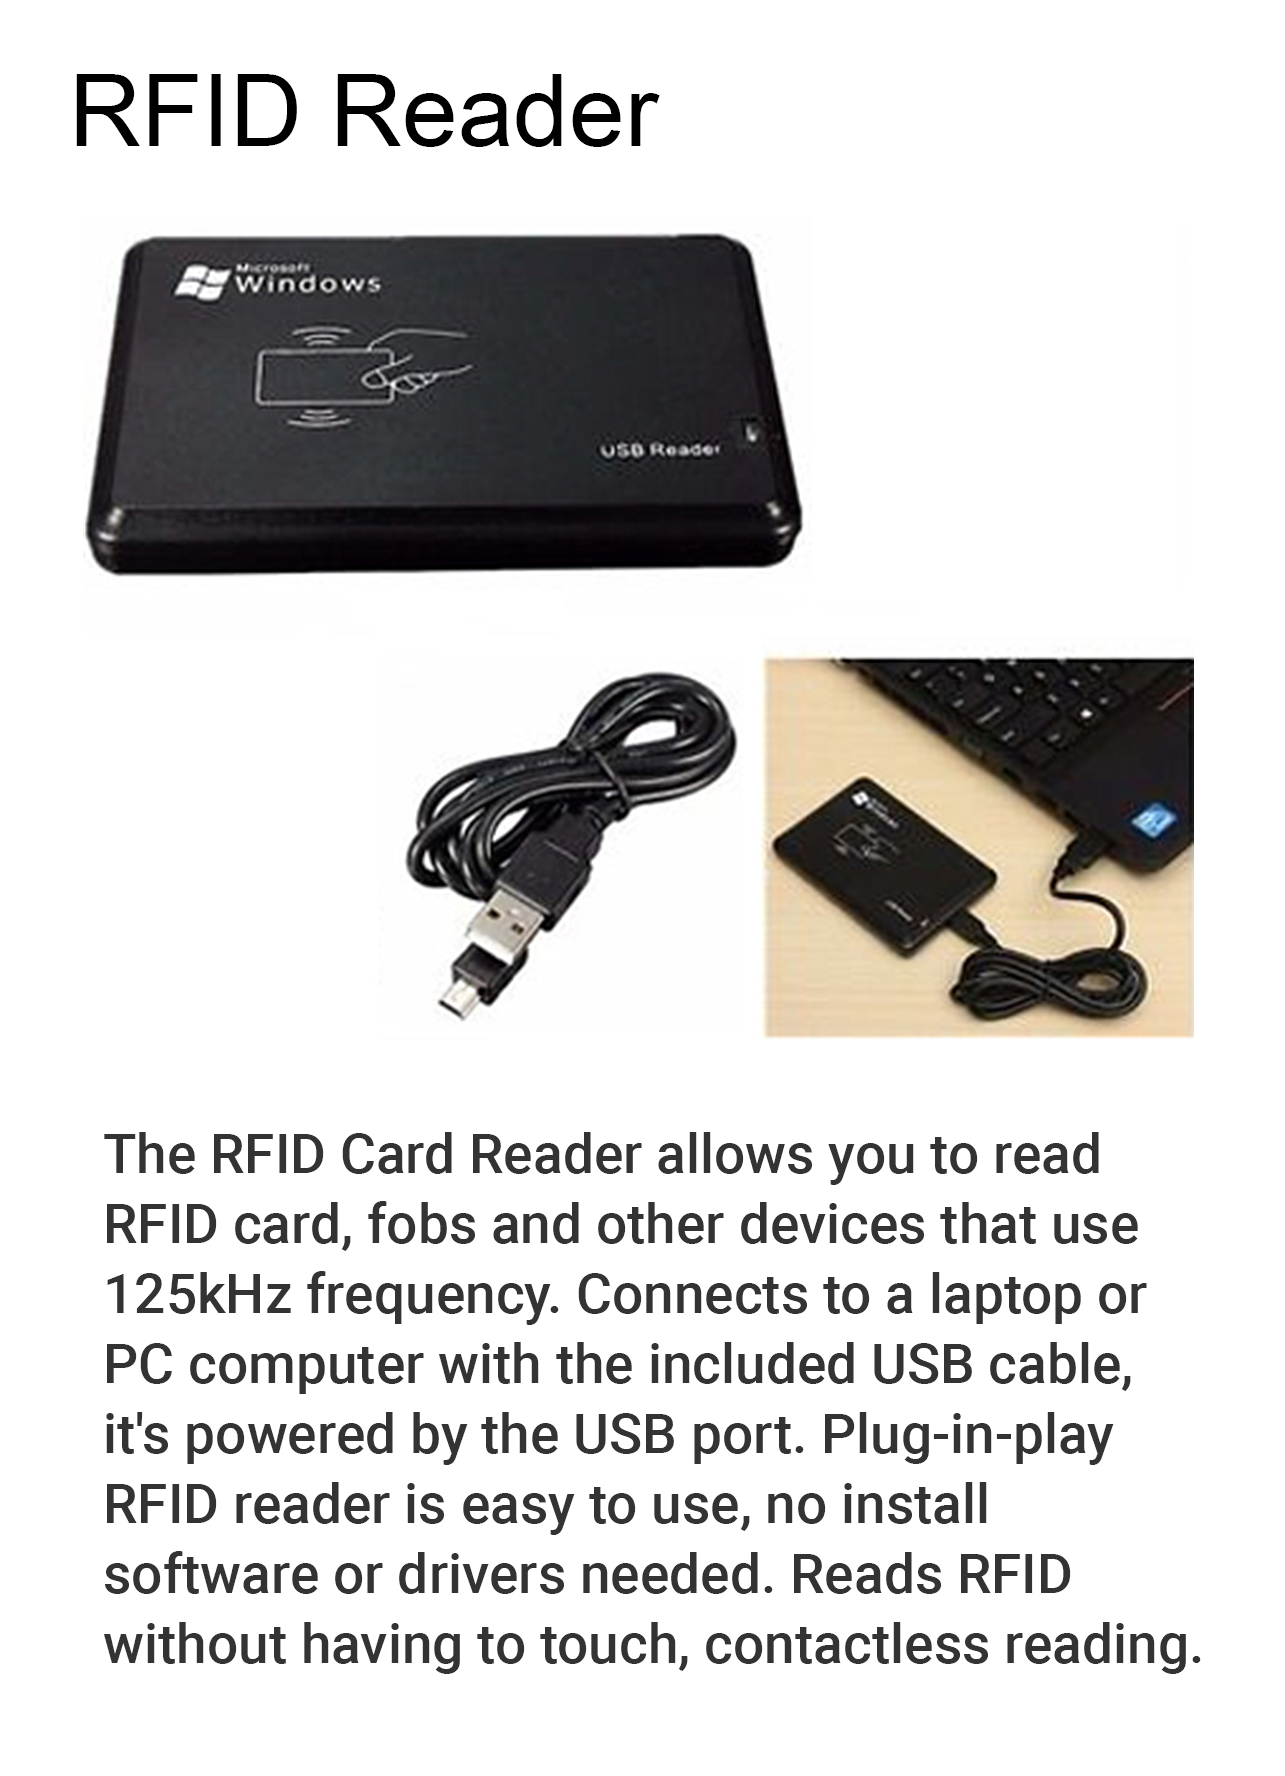 RFID Reader
Microsoft
Windows
USB Reader
The RFID Card Reader allows you to read
RFID card, fobs and other devices that use
125kHz frequency. Connects to a laptop or
PC computer with the included USB cable,
it's powered by the USB port. Plug-in-play
RFID reader is easy to use, no install
software or drivers needed. Reads RFID
without having to touch, contactless reading.